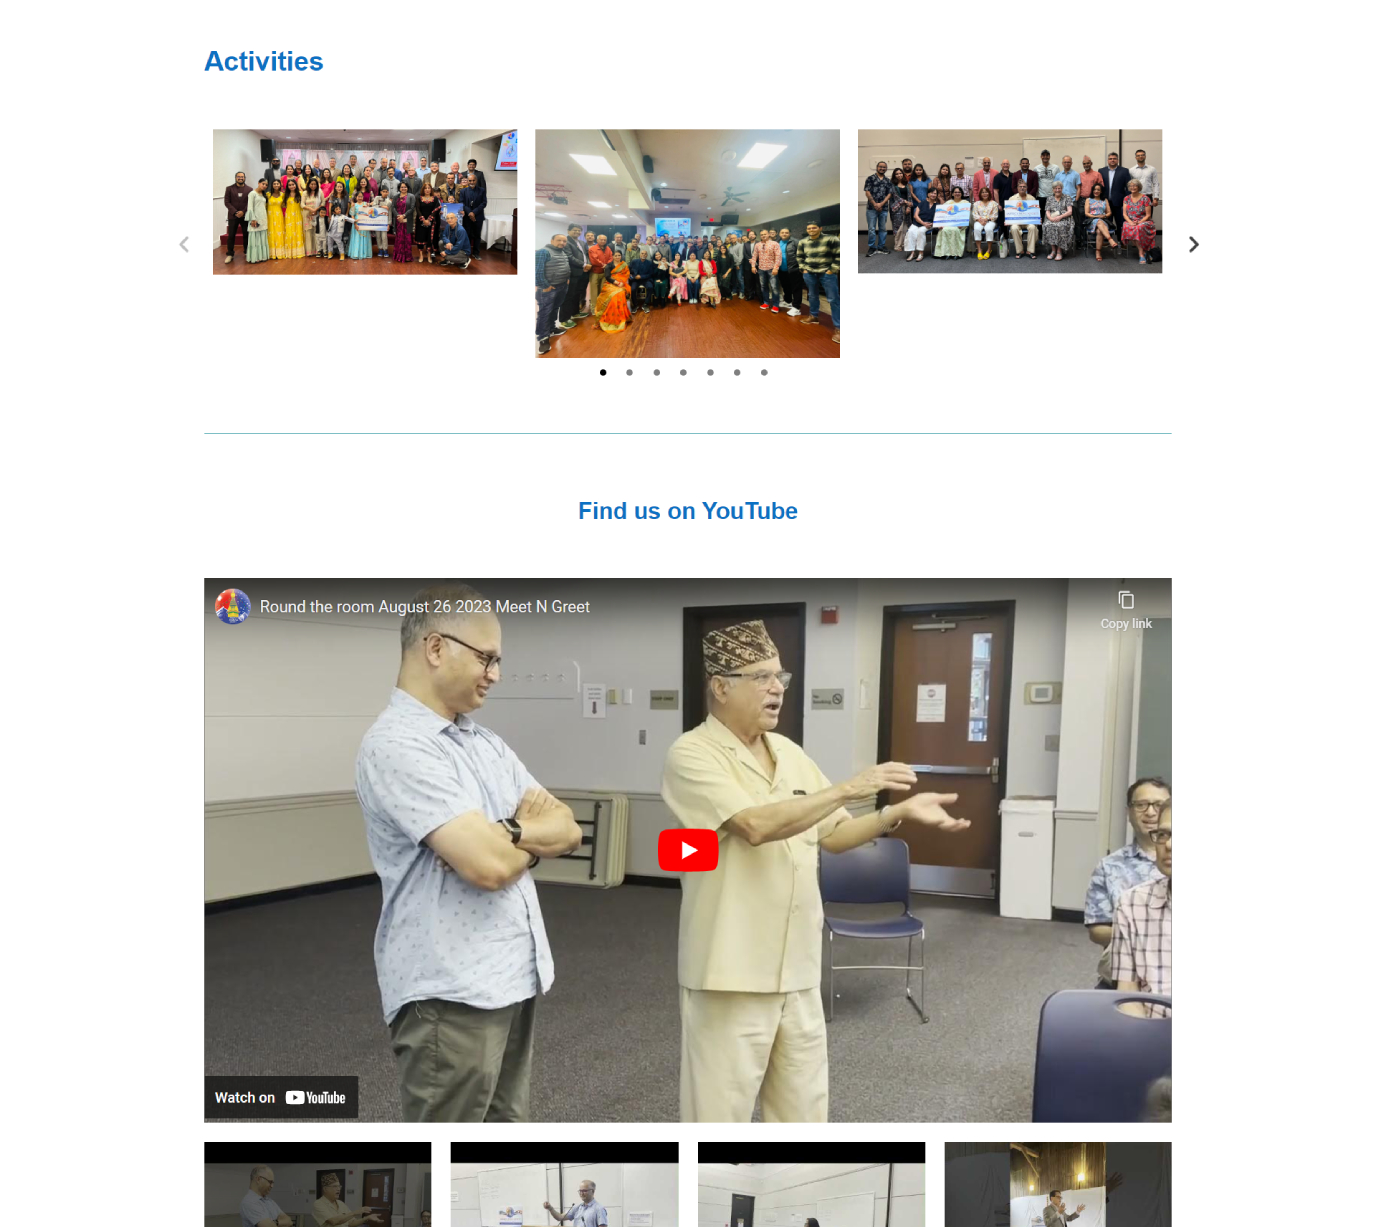 Activities
Find us on YouTube
Round the room August 26 2023 Meet N Greet
Copy link
Watch on YouTube